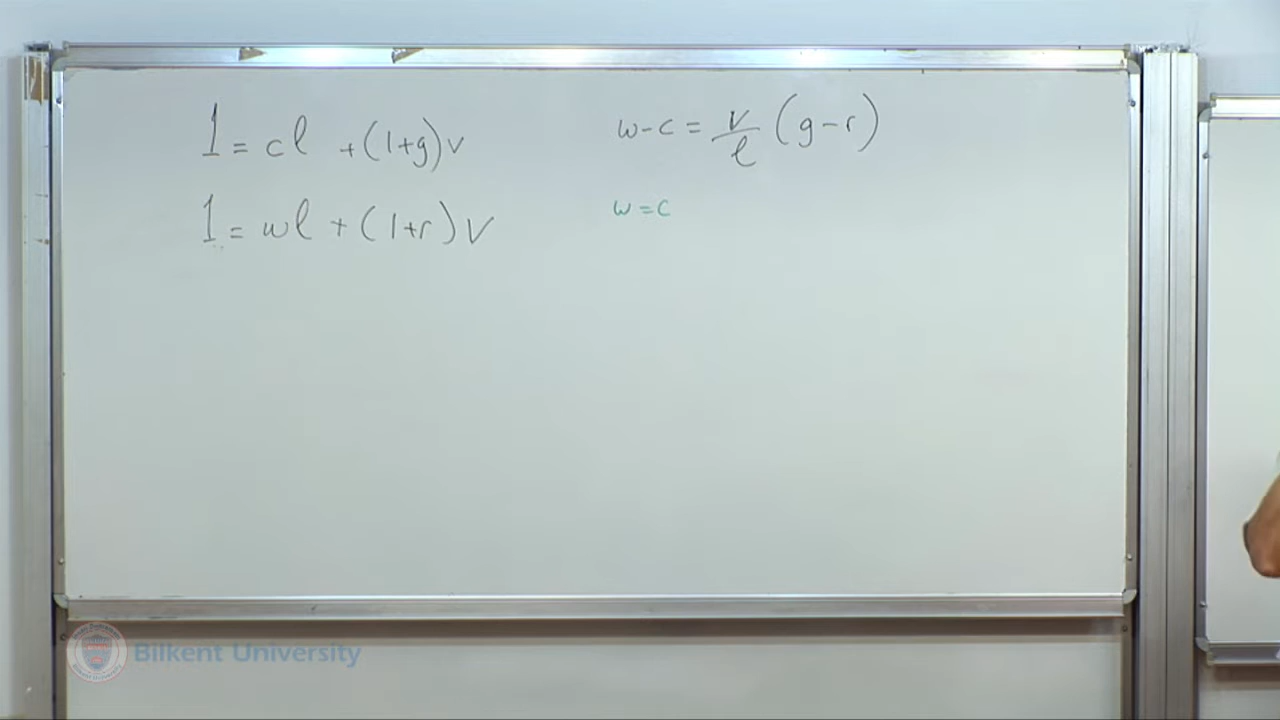 1 = cl + (1+g)v
1 = wl + (1+r)v
w-c = v/l (g-r)
w = c
Bilkent University